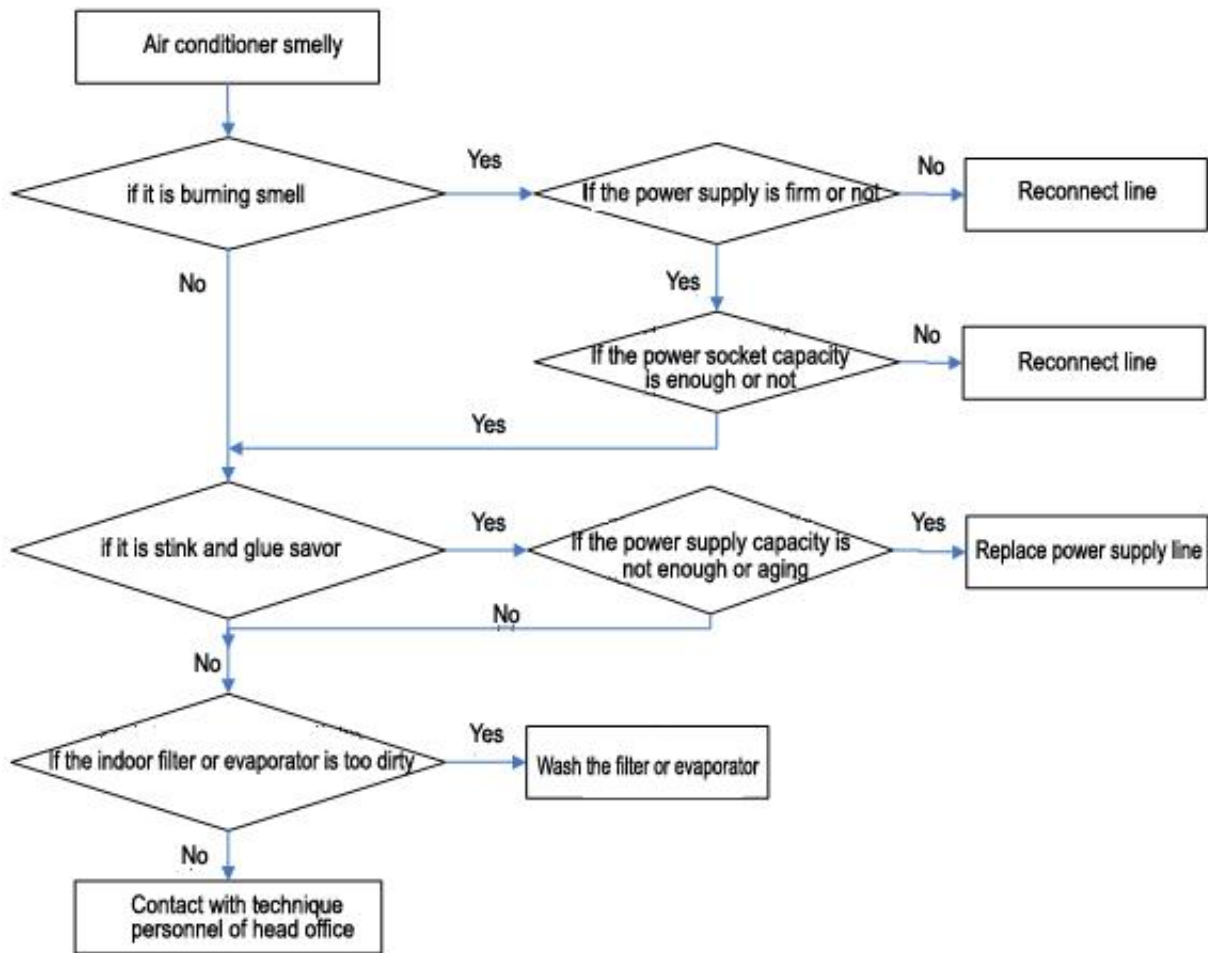 Air conditioner smelly
if it is burning smell
Yes
If the power supply is firm or not
No
Reconnect line
No
Yes
If the power socket capacity
is enough or not
No
Reconnect line
Yes
if it is stink and glue savor
Yes
If the power supply capacity is
not enough or aging
Yes
Replace power supply line
No
No
If the indoor filter or evaporator is too dirty
Yes
Wash the filter or evaporator
No
Contact with technique
personnel of head office